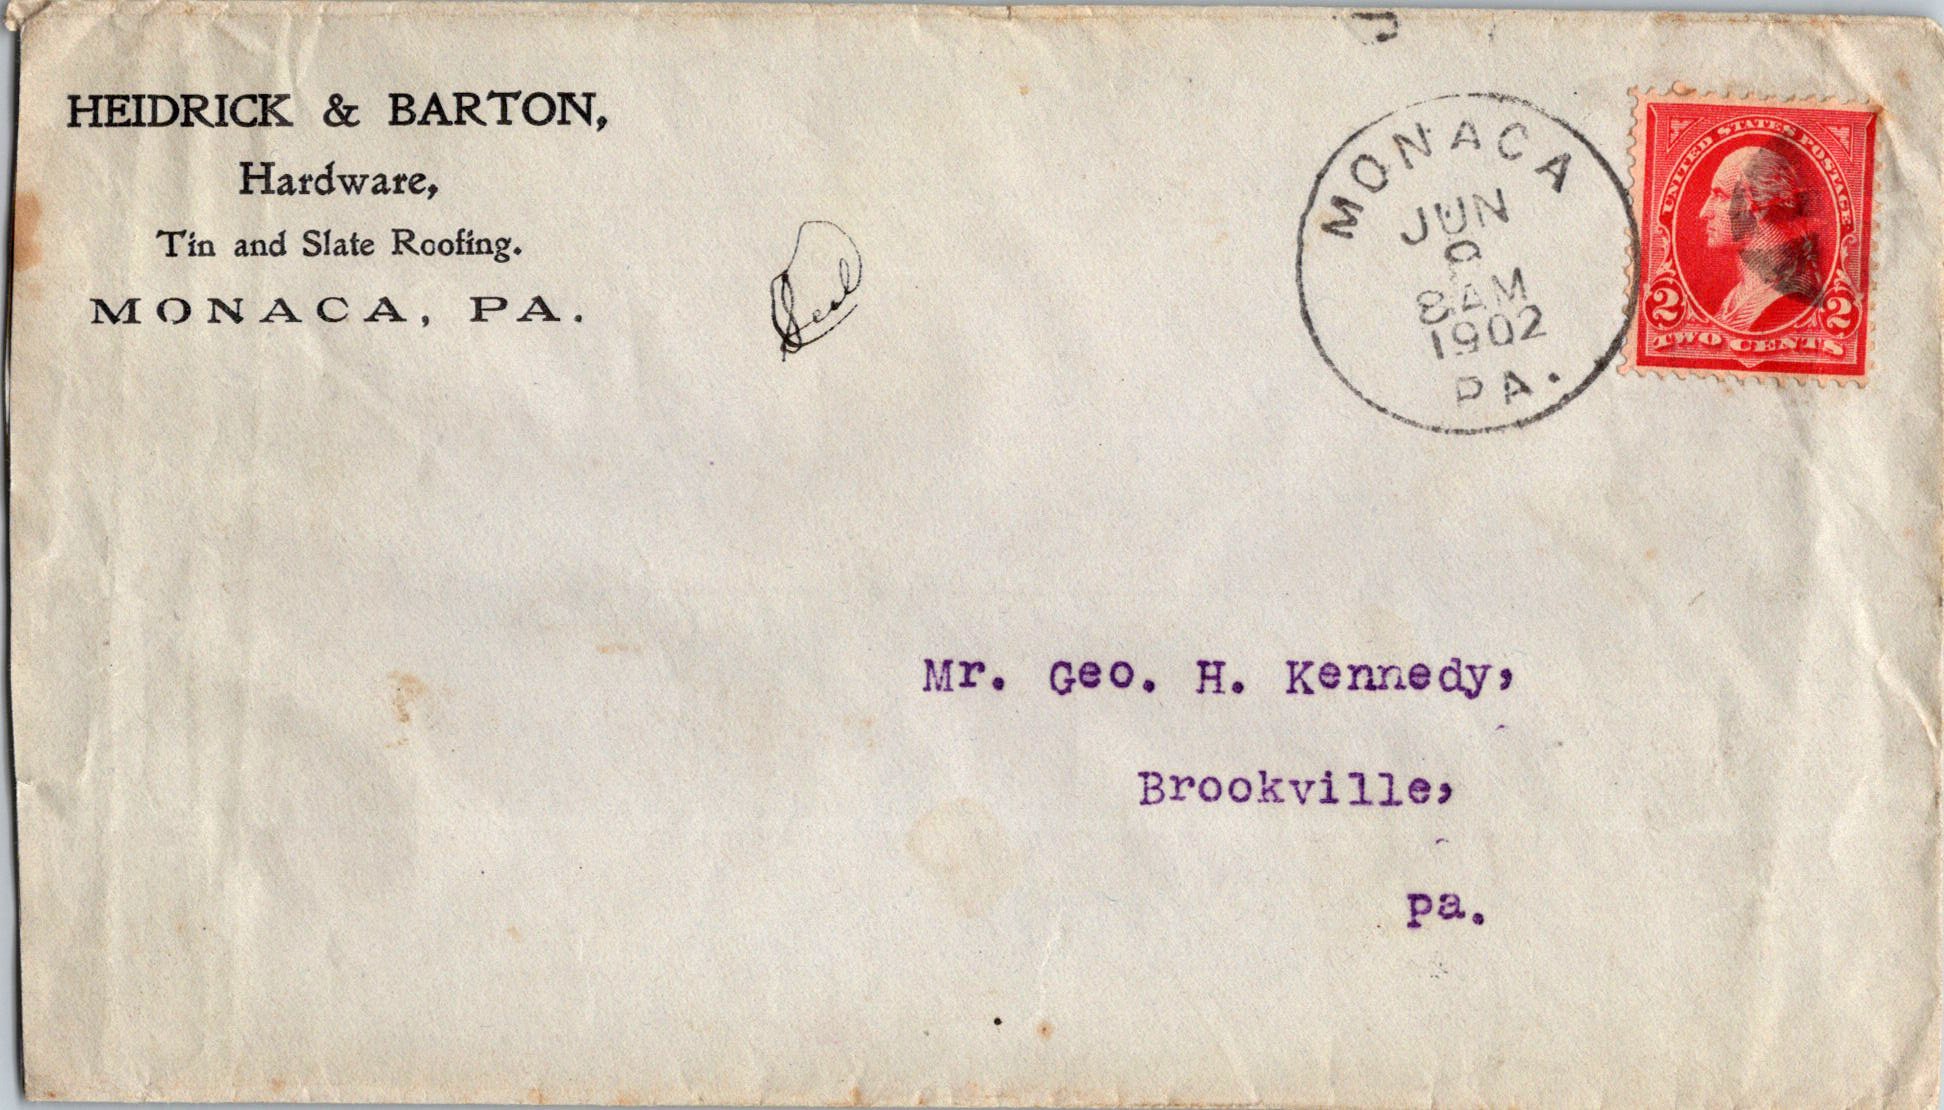 HEIDRICK & BARTON,
Hardware,
Tin and Slate Roofing.
MONACA, PA.
MONACA
JUN
8 AM
1902
PA.
UNITED STATES POSTAGE
2 2
TWO CENTS
Mr. Geo. H. Kennedy,
Brookville,
pa.